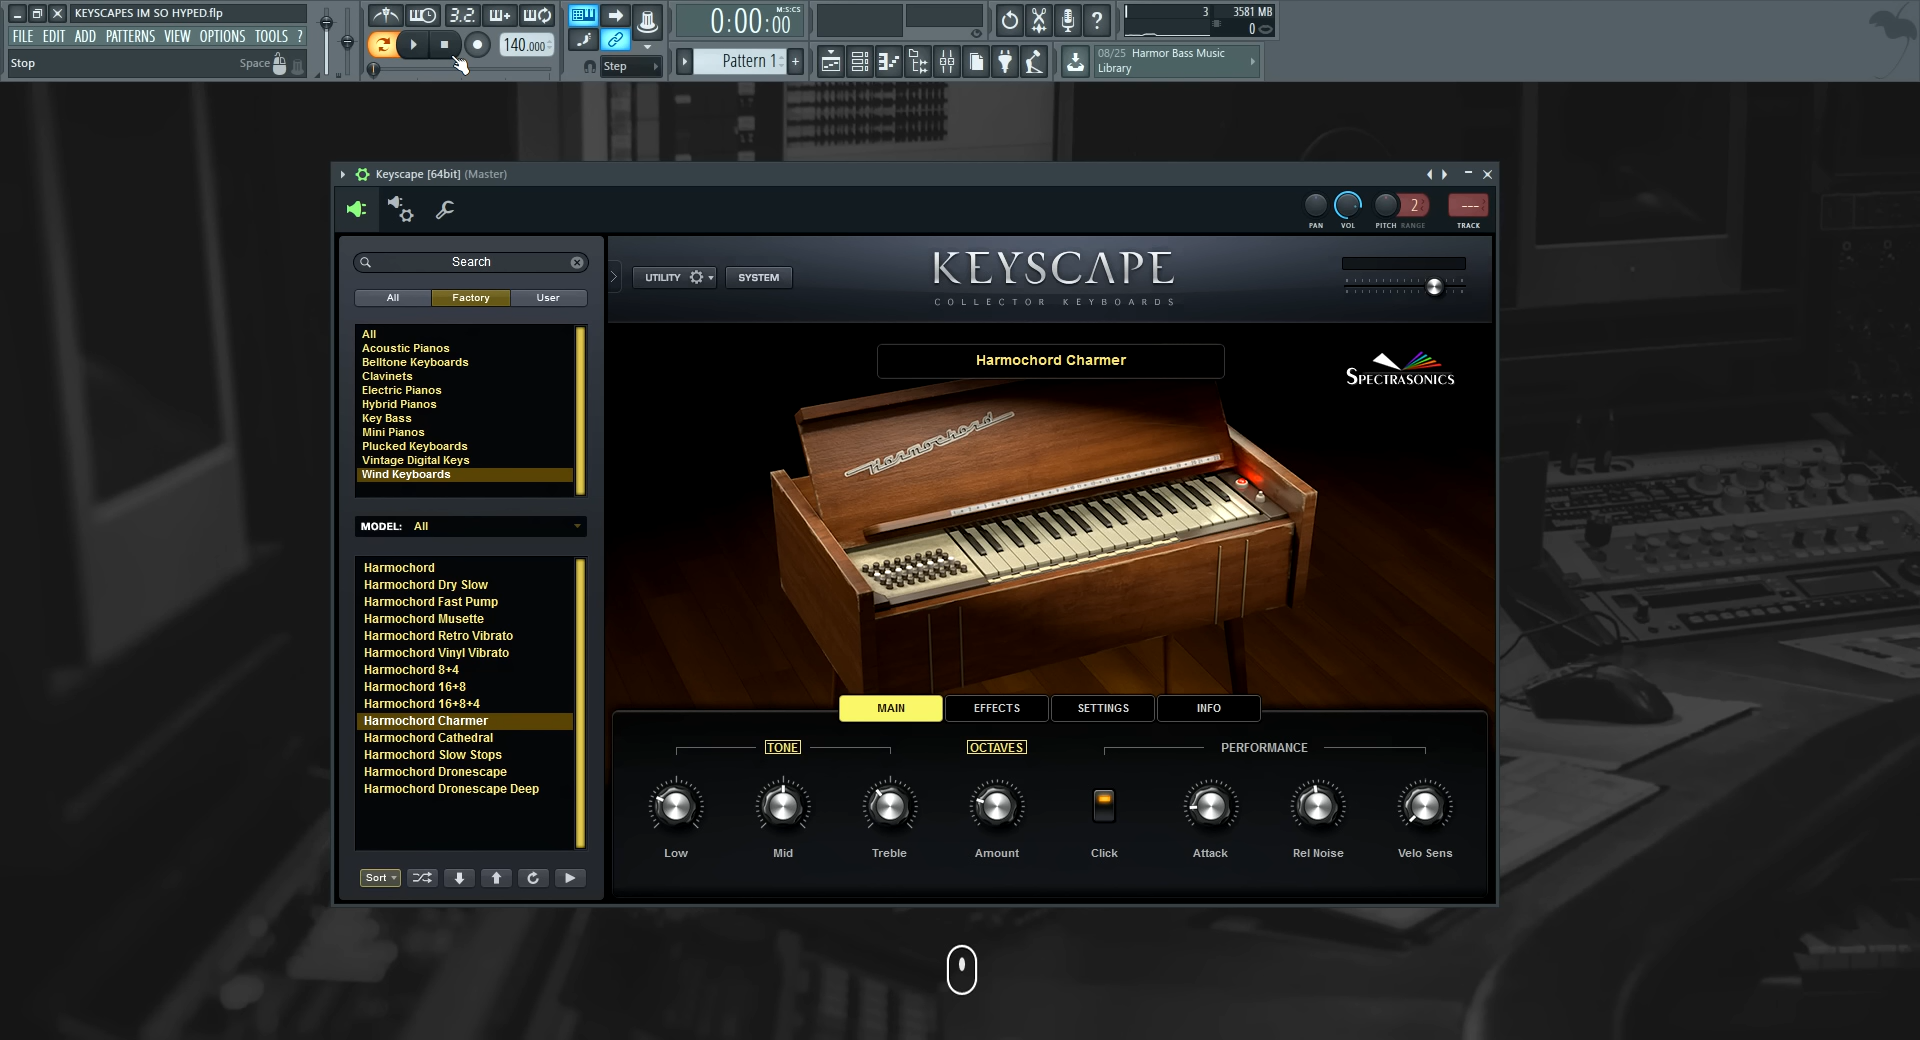 KEYSCAPES IM SO HYPED.flp
FILE EDIT ADD PATTERNS VIEW OPTIONS TOOLS ?
Stop
Space
3.2.
140.000
Step
0:00:00
M:S:CS
Pattern 1
+
?
3
3581 MB
0
08/25 Harmor Bass Music
Library
Keyscape [64bit] (Master)
2
---
PAN
VOL
PITCH RANGE
TRACK
Search
All
Factory
User
UTILITY
SYSTEM
KEYSCAPE
COLLECTOR KEYBOARDS
All
Acoustic Pianos
Belltone Keyboards
Clavinets
Electric Pianos
Hybrid Pianos
Key Bass
Mini Pianos
Plucked Keyboards
Vintage Digital Keys
Wind Keyboards
MODEL: All
Harmochord
Harmochord Dry Slow
Harmochord Fast Pump
Harmochord Musette
Harmochord Retro Vibrato
Harmochord Vinyl Vibrato
Harmochord 8+4
Harmochord 16+8
Harmochord 16+8+4
Harmochord Charmer
Harmochord Cathedral
Harmochord Slow Stops
Harmochord Dronescape
Harmochord Dronescape Deep
Sort
Harmochord Charmer
SPECTRASONICS
Harmochord
MAIN
EFFECTS
SETTINGS
INFO
TONE
OCTAVES
PERFORMANCE
Low
Mid
Treble
Amount
Click
Attack
Rel Noise
Velo Sens